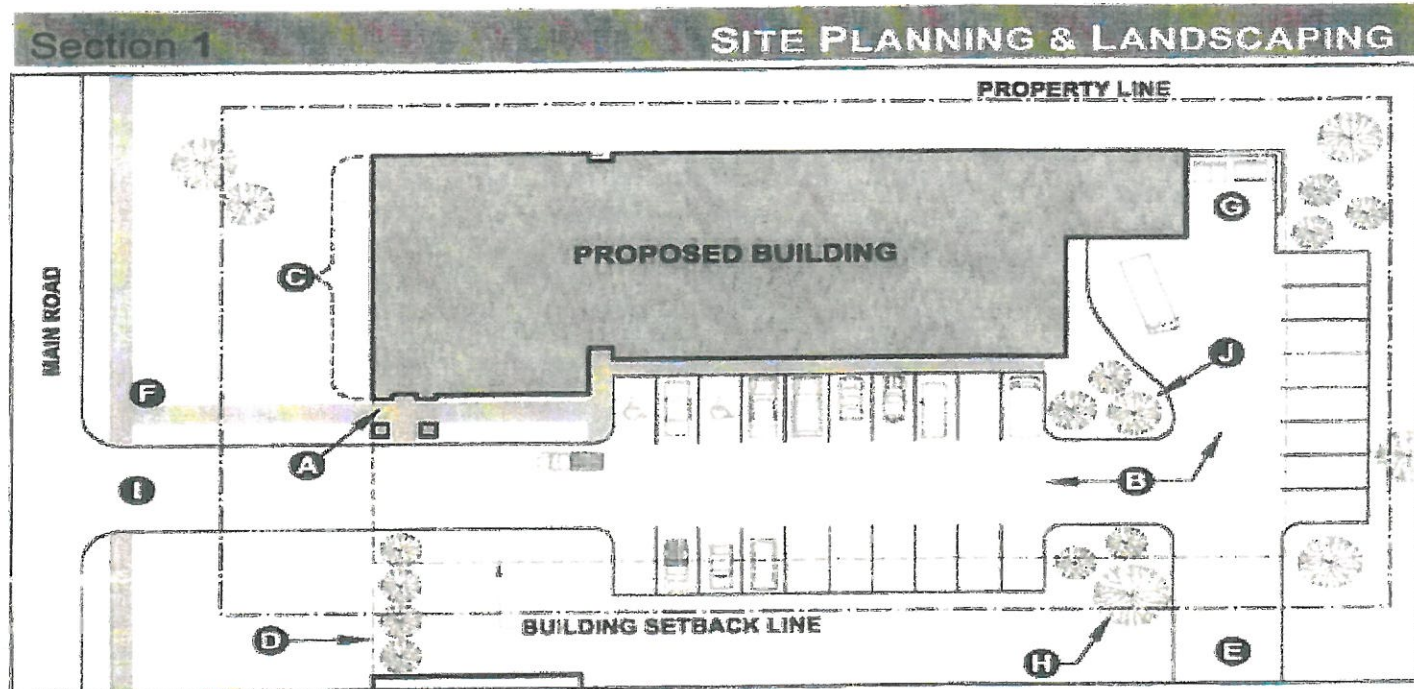 Section 1
SITE PLANNING & LANDSCAPING
PROPERTY LINE
G
PROPOSED BUILDING
C
MAIN ROAD
J
F
A
I
B
BUILDING SETBACK LINE
D
H
E